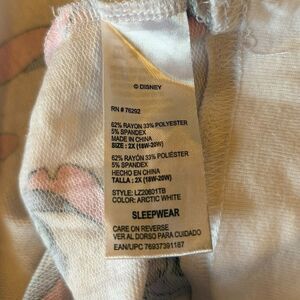 © DISNEY
RN # 76292
62% RAYON 33% POLYESTER
5% SPANDEX
MADE IN CHINA
SIZE : 2X (18W-20W)
62% RAYON 33% POLIÉSTER
5% SPANDEX
HECHO EN CHINA
TALLA : 2X (18W-20W)
STYLE: LZ20601TB
COLOR: ARCTIC WHITE
SLEEPWEAR
CARE ON REVERSE
VER AL DORSO PARA CUIDADO
EAN/UPC 76937391187